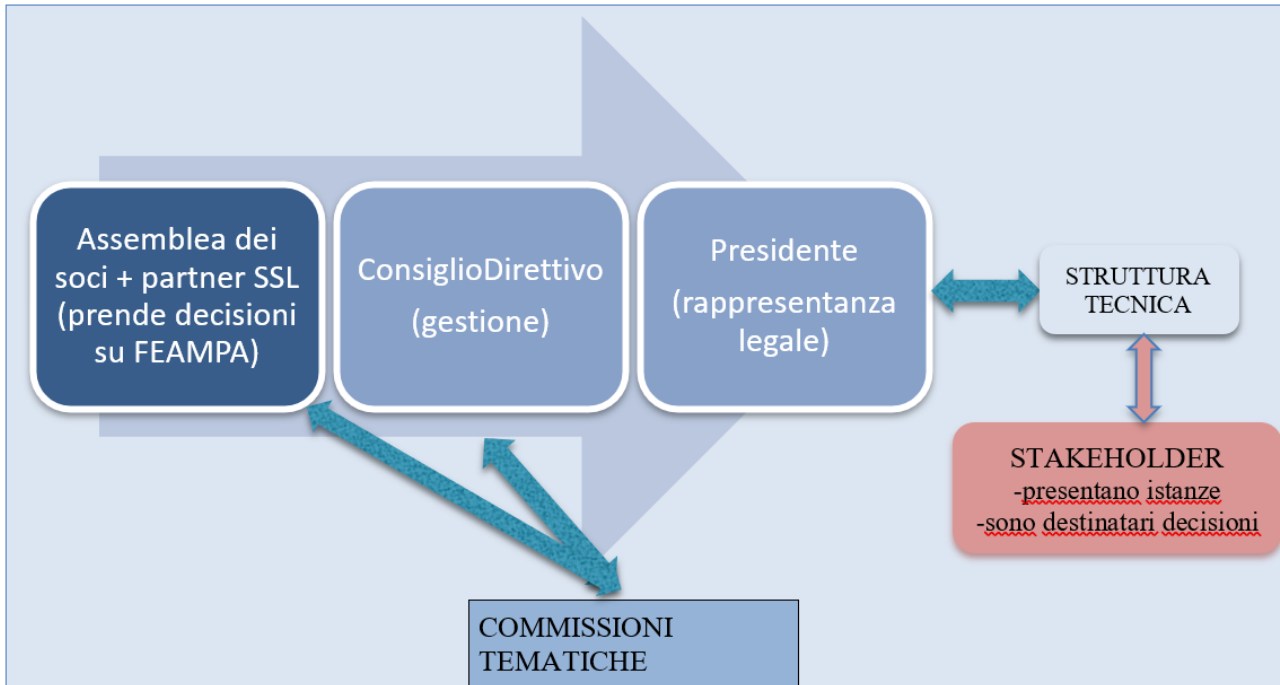 Assemblea dei
soci + partner SSL
(prende decisioni
su FEAMPA)
ConsiglioDirettivo
(gestione)
Presidente
(rappresentanza
legale)
STRUTTURA
TECNICA
STAKEHOLDER
-presentano istanze
-sono destinatari decisioni
COMMISSIONI
TEMATICHE